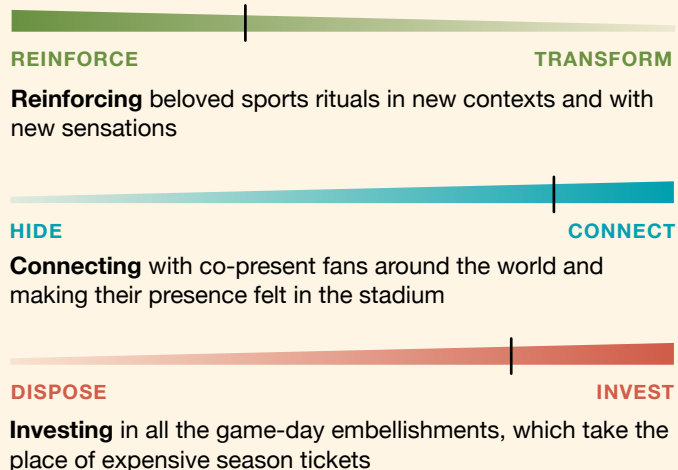 REINFORCE TRANSFORM
Reinforcing beloved sports rituals in new contexts and with
new sensations
HIDE CONNECT
Connecting with co-present fans around the world and
making their presence felt in the stadium
DISPOSE INVEST
Investing in all the game-day embellishments, which take the
place of expensive season tickets